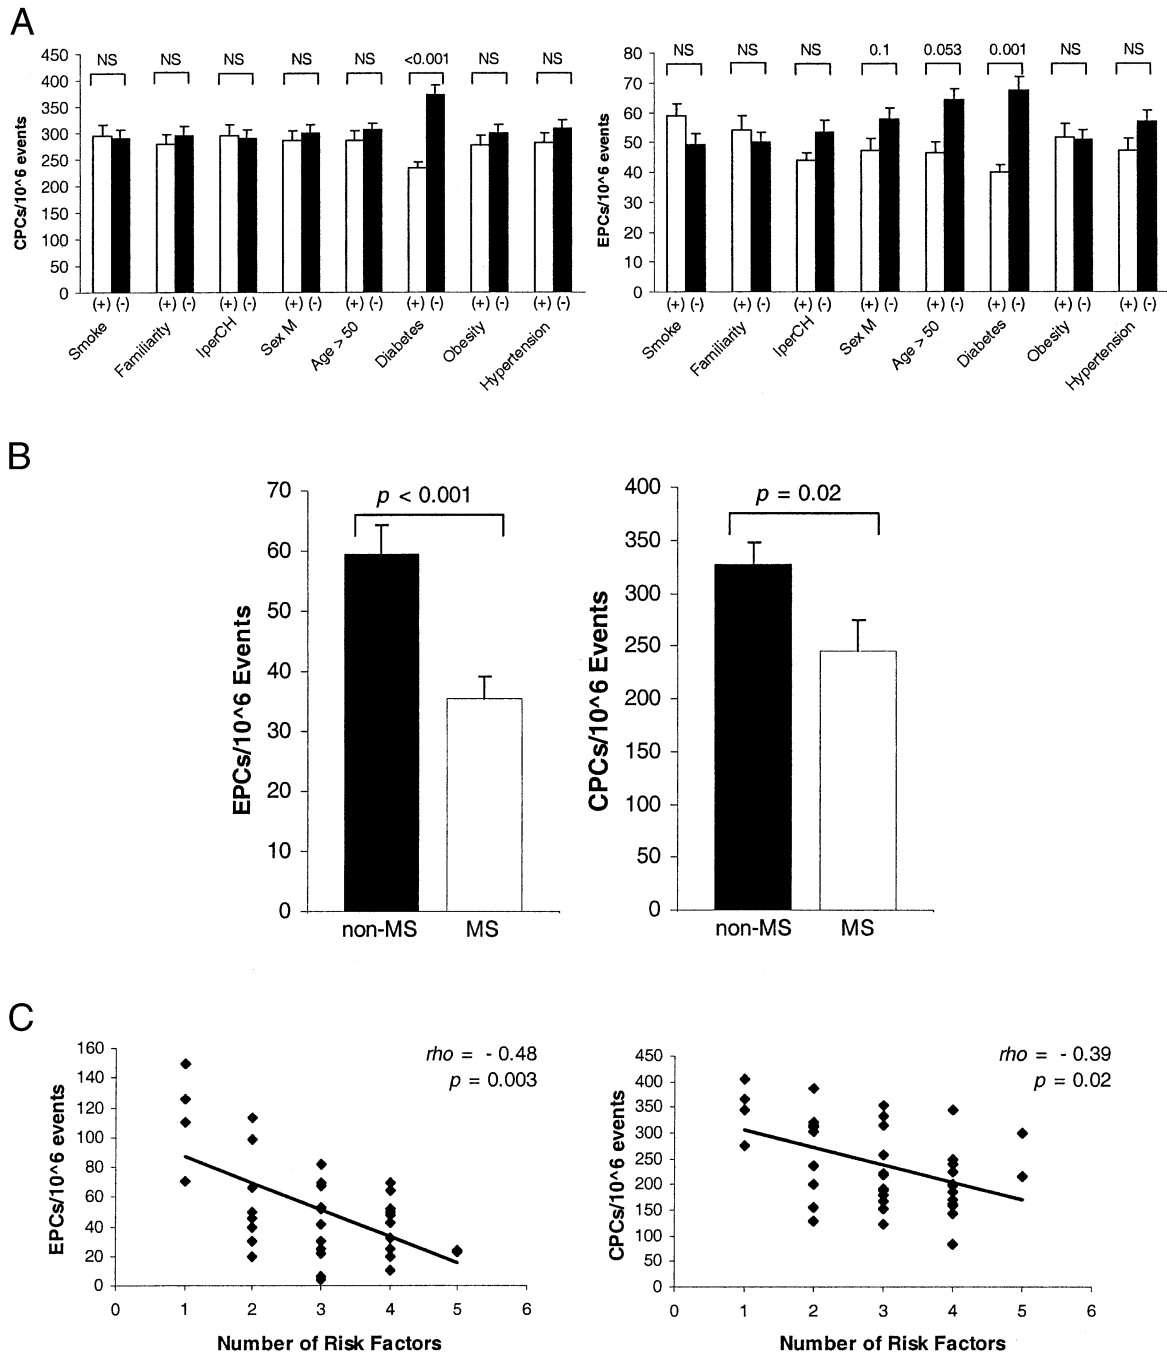 A
450
400
350
300
250
200
150
100
50
0
CPCs/10^6 events
NS NS NS NS NS <0.001 NS NS
(+) (-) (+) (-) (+) (-) (+) (-) (+) (-) (+) (-) (+) (-) (+) (-)
Smoke
Familiarity
IperCH
Sex M
Age > 50
Diabetes
Obesity
Hypertension
80
70
60
50
40
30
20
10
0
EPCs/10^6 events
NS NS NS 0.1 0.053 0.001 NS NS
(+) (-) (+) (-) (+) (-) (+) (-) (+) (-) (+) (-) (+) (-) (+) (-)
Smoke
Familiarity
IperCH
Sex M
Age > 50
Diabetes
Obesity
Hypertension
B
70
60
50
40
30
20
10
0
EPCs/10^6 Events
p < 0.001
non-MS MS
400
350
300
250
200
150
100
50
0
CPCs/10^6 Events
p = 0.02
non-MS MS
C
160
140
120
100
80
60
40
20
0
EPCs/10^6 events
rho = - 0.48
p = 0.003
0 1 2 3 4 5 6
Number of Risk Factors
450
400
350
300
250
200
150
100
50
0
CPCs/10^6 events
rho = - 0.39
p = 0.02
0 1 2 3 4 5 6
Number of Risk Factors